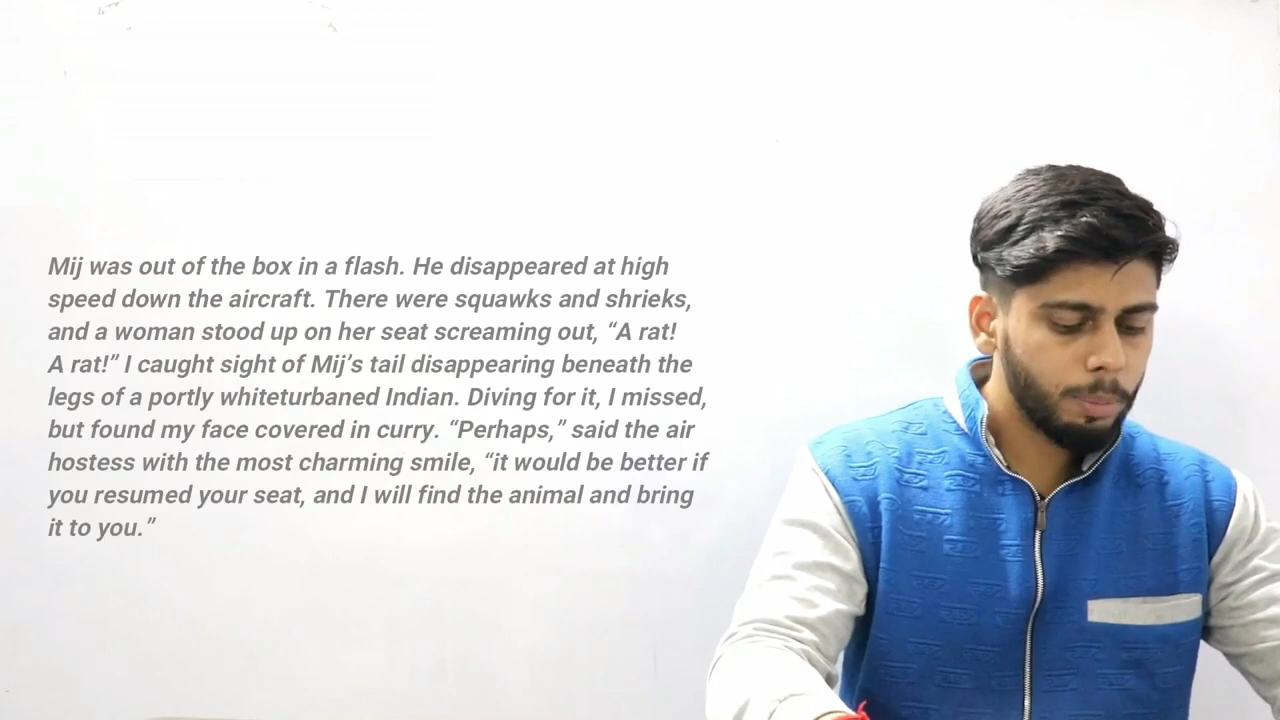 Mij was out of the box in a flash. He disappeared at high
speed down the aircraft. There were squawks and shrieks,
and a woman stood up on her seat screaming out, “A rat!
A rat!” I caught sight of Mij’s tail disappearing beneath the
legs of a portly whiteturbaned Indian. Diving for it, I missed,
but found my face covered in curry. “Perhaps,” said the air
hostess with the most charming smile, “it would be better if
you resumed your seat, and I will find the animal and bring
it to you.”